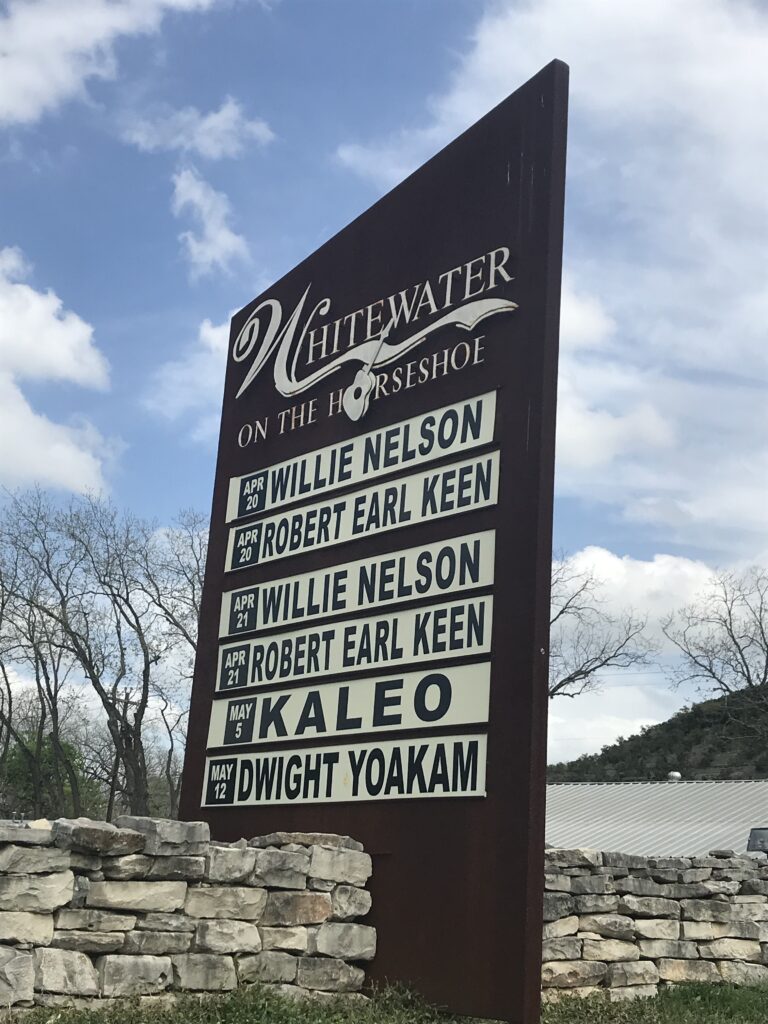 WHITEWATER
ON THE HORSESHOE
APR 20 WILLIE NELSON
APR 20 ROBERT EARL KEEN
APR 21 WILLIE NELSON
APR 21 ROBERT EARL KEEN
MAY 5 KALEO
MAY 12 DWIGHT YOAKAM